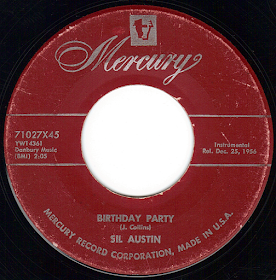 Mercury
71027X45
YW14361
Danbury Music
(BMI) 2:05
Instrumental
Rel. Dec. 25, 1956
BIRTHDAY PARTY
(J. Collins)
SIL AUSTIN
MERCURY RECORD CORPORATION, MADE IN U.S.A.